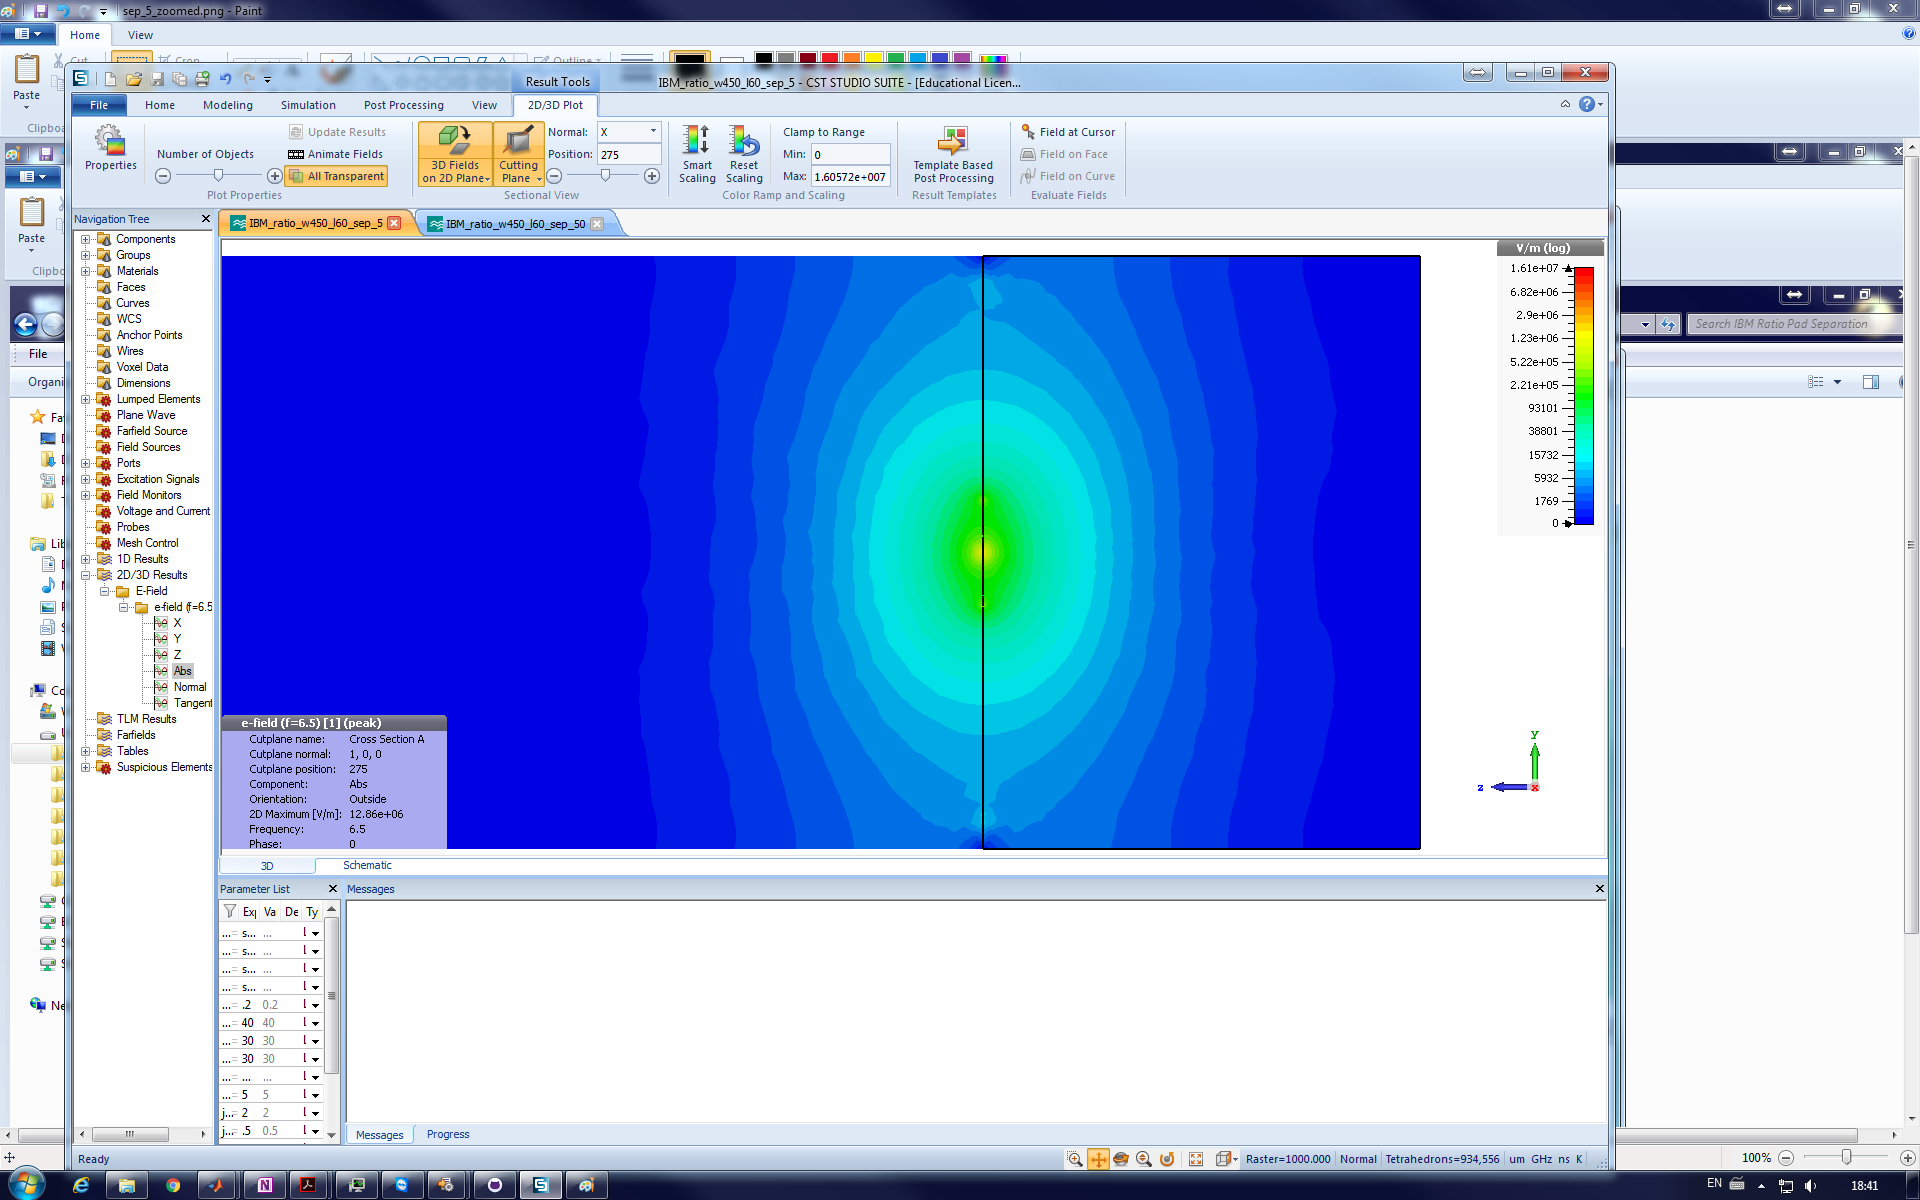 sep_5_zoomed.png - Paint
Home View
Paste
Cut
Crop
Outline
Result Tools
IBM_ratio_w450_l60_sep_5 - CST STUDIO SUITE - [Educational Licen...
File Home Modeling Simulation Post Processing View 2D/3D Plot
Properties
Number of Objects
Update Results
Animate Fields
All Transparent
Plot Properties
3D Fields on 2D Plane
Cutting Plane
Normal: X
Position: 275
Sectional View
Smart Scaling
Reset Scaling
Clamp to Range
Min: 0
Max: 1.60572e+007
Color Ramp and Scaling
Template Based Post Processing
Result Templates
Field at Cursor
Field on Face
Field on Curve
Evaluate Fields
Navigation Tree
IBM_ratio_w450_l60_sep_5
IBM_ratio_w450_l60_sep_50
Components
Groups
Materials
Faces
Curves
WCS
Anchor Points
Wires
Voxel Data
Dimensions
Lumped Elements
Plane Wave
Farfield Source
Field Sources
Ports
Excitation Signals
Field Monitors
Voltage and Current
Probes
Mesh Control
1D Results
2D/3D Results
E-Field
e-field (f=6.5
X
Y
Z
Abs
Normal
Tangent
TLM Results
Farfields
Tables
Suspicious Elements
V/m (log)
1.61e+07
6.82e+06
2.9e+06
1.23e+06
5.22e+05
2.21e+05
93101
38801
15732
5932
1769
0
y
z
x
e-field (f=6.5) [1] (peak)
Cutplane name: Cross Section A
Cutplane normal: 1, 0, 0
Cutplane position: 275
Component: Abs
Orientation: Outside
2D Maximum [V/m]: 12.86e+06
Frequency: 6.5
Phase: 0
3D Schematic
Parameter List
Messages
Exp Va De Ty
...= s... ...
...= s... ...
...= s... ...
...= s... ...
...= .2 0.2
...= 40 40
...= 30 30
...= 30 30
...= ... ...
...= 5 5
j...= 2 2
j...= .5 0.5
Messages Progress
Ready
Raster=1000.000 Normal Tetrahedrons=934,556 um GHz ns K
Paste
File
Organi
Search IBM Ratio Pad Separation
100%
EN
18:41